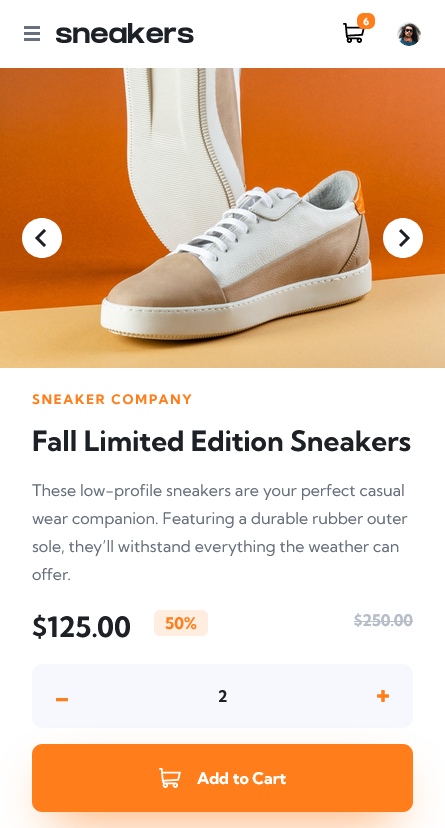 sneakers
6
SNEAKER COMPANY
Fall Limited Edition Sneakers
These low-profile sneakers are your perfect casual
wear companion. Featuring a durable rubber outer
sole, they’ll withstand everything the weather can
offer.
$125.00 50% $250.00
– 2 +
Add to Cart